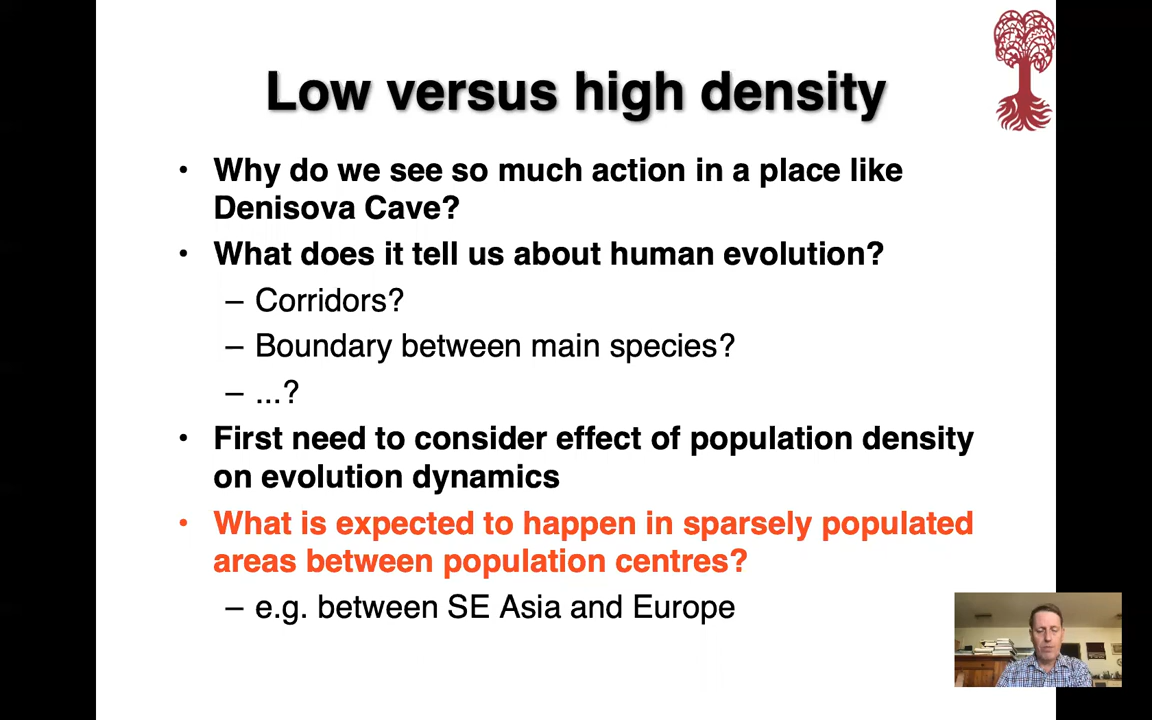 Low versus high density
• Why do we see so much action in a place like
Denisova Cave?
• What does it tell us about human evolution?
– Corridors?
– Boundary between main species?
– ...?
• First need to consider effect of population density
on evolution dynamics
• What is expected to happen in sparsely populated
areas between population centres?
– e.g. between SE Asia and Europe